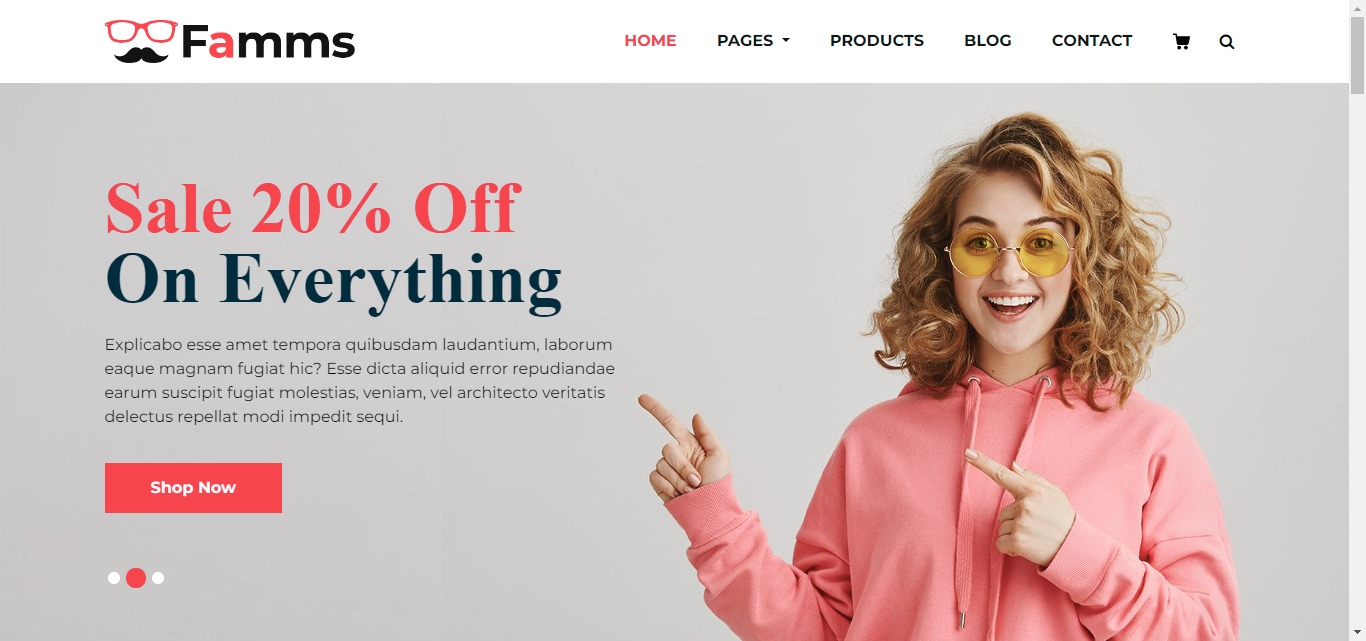 Famms
HOME PAGES PRODUCTS BLOG CONTACT
Sale 20% Off
On Everything
Explicabo esse amet tempora quibusdam laudantium, laborum
eaque magnam fugiat hic? Esse dicta aliquid error repudiandae
earum suscipit fugiat molestias, veniam, vel architecto veritatis
delectus repellat modi impedit sequi.
Shop Now